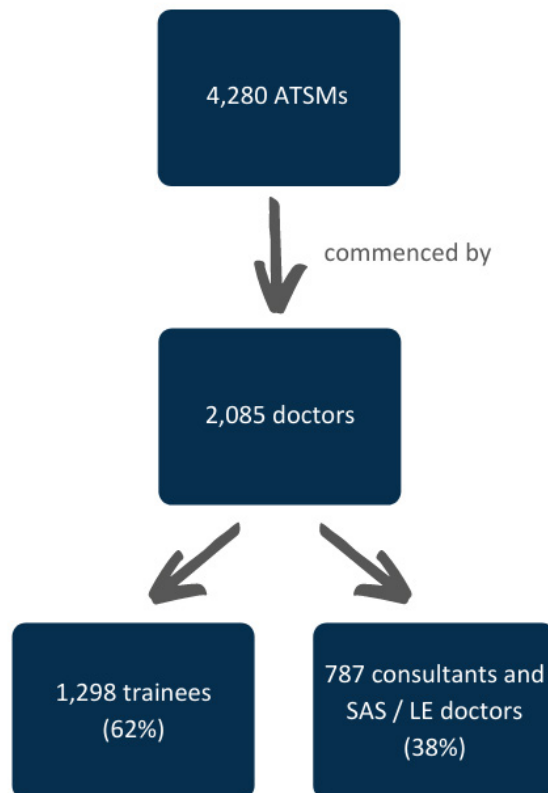 4,280 ATSMs
commenced by
2,085 doctors
1,298 trainees
(62%)
787 consultants and
SAS / LE doctors
(38%)